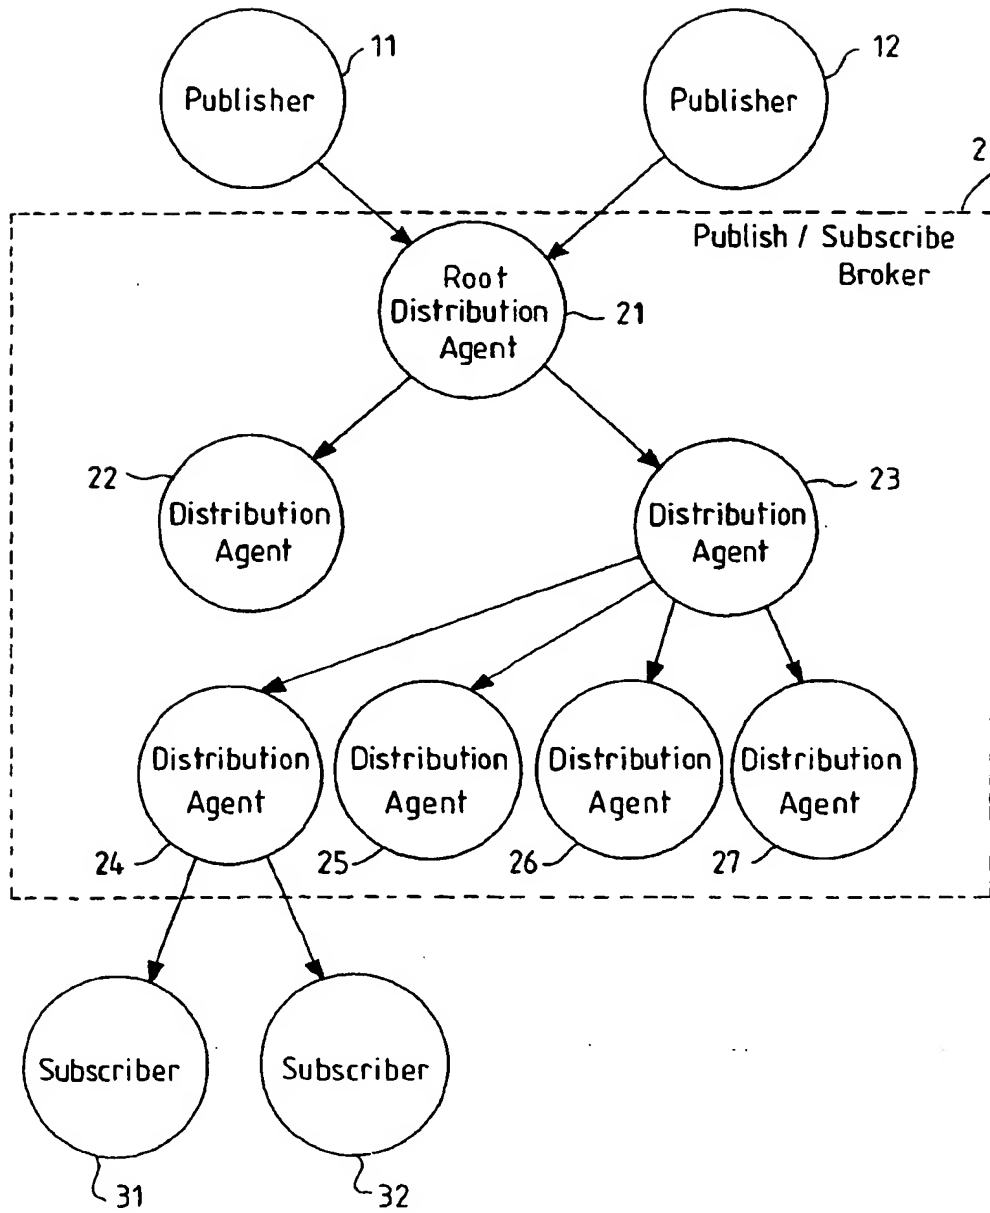 11
12
Publisher
Publisher
2
Publish / Subscribe
Broker
Root
Distribution
Agent
21
22
23
Distribution
Agent
Distribution
Agent
Distribution
Agent
Distribution
Agent
Distribution
Agent
Distribution
Agent
24
25
26
27
Subscriber
Subscriber
31
32